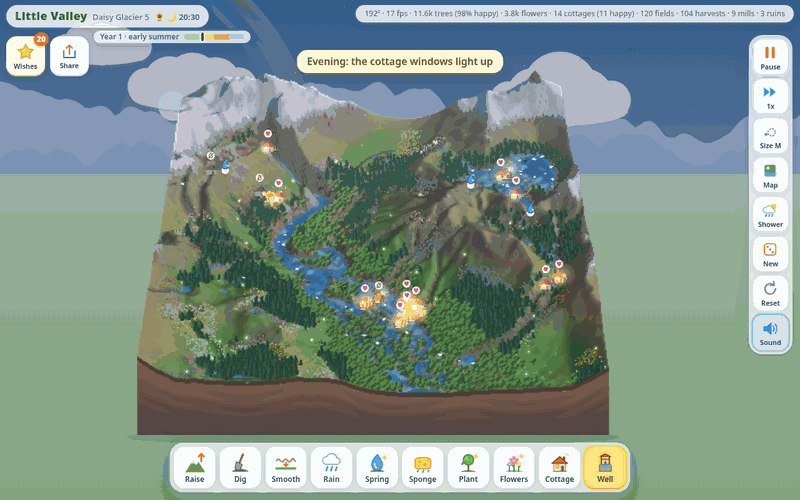 Little Valley Daisy Glacier 5 20:30
192² · 17 fps · 11.6k trees (98% happy) · 3.8k flowers · 14 cottages (11 happy) · 120 fields · 104 harvests · 9 mills · 3 ruins
Year 1 · early summer
20
Wishes
Share
Evening: the cottage windows light up
Pause
1x
Size M
Map
Shower
New
Reset
Sound
Raise
Dig
Smooth
Rain
Spring
Sponge
Plant
Flowers
Cottage
Well